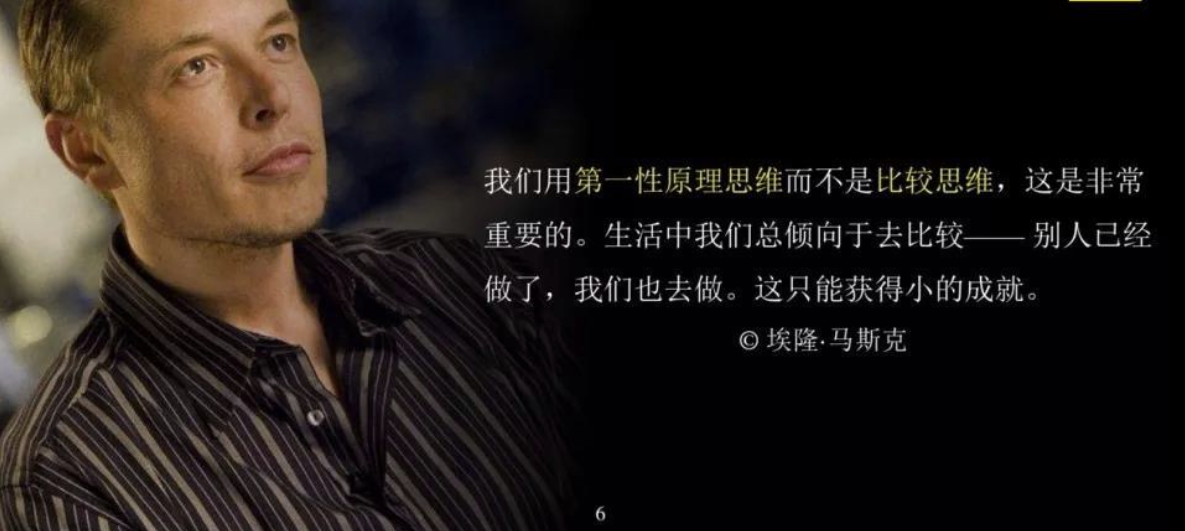 我们用第一性原理思维而不是比较思维，这是非常
重要的。生活中我们总倾向于去比较—— 别人已经
做了，我们也去做。这只能获得小的成就。
© 埃隆·马斯克
6